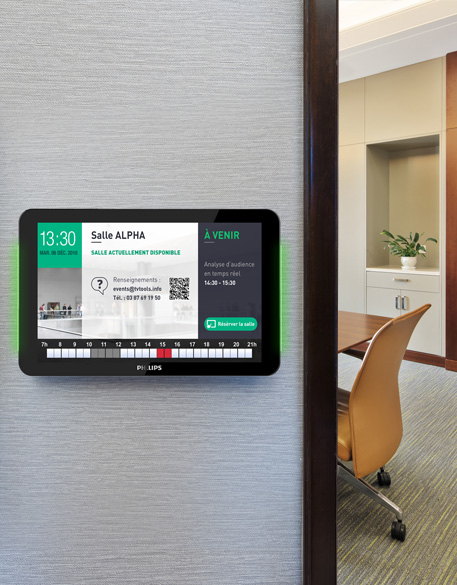 13:30
MAR. 06 DEC. 2016
Salle ALPHA
SALLE ACTUELLEMENT DISPONIBLE
?
Renseignements :
events@tvtools.info
Tél. : 03 87 69 19 50
À VENIR
Analyse d'audience
en temps réel
14:30 - 15:30
Réserver la salle
7h 8 9 10 11 12 13 14 15 16 17 18 19 20 21h
PHILIPS